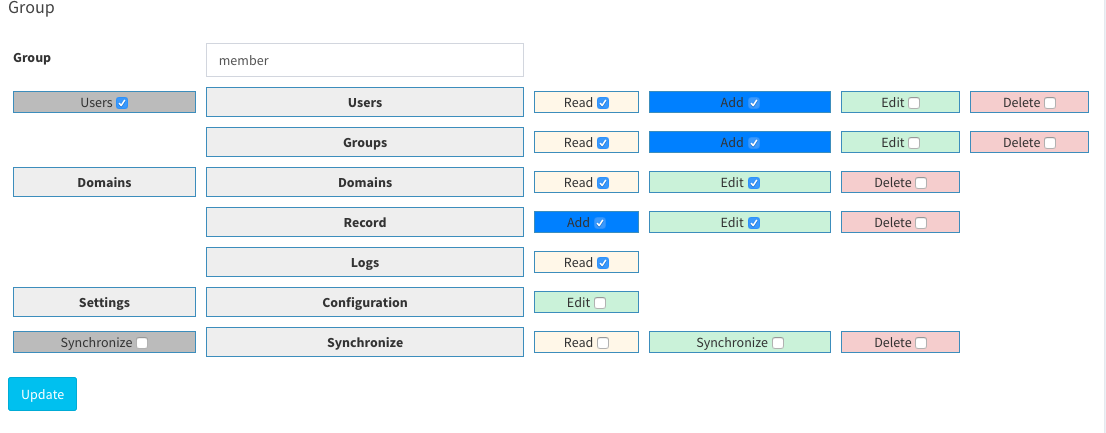 Group
Group member
Users Users Read Add Edit Delete
Groups Read Add Edit Delete
Domains Domains Read Edit Delete
Record Add Edit Delete
Logs Read
Settings Configuration Edit
Synchronize Synchronize Read Synchronize Delete
Update